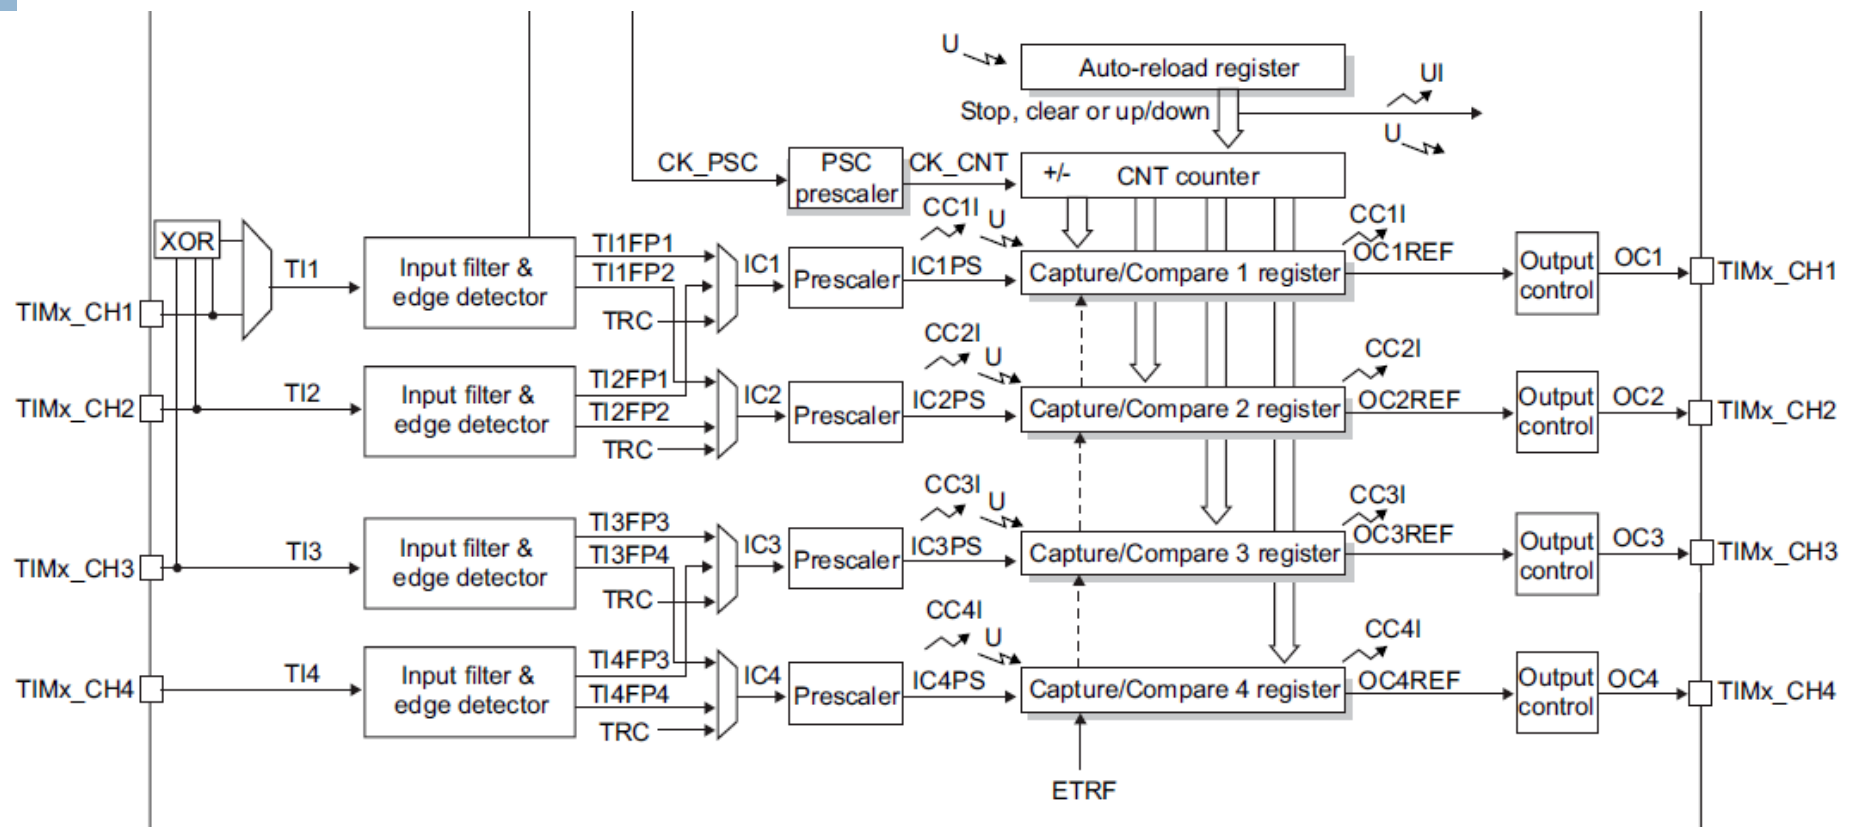 U
Auto-reload register
UI
Stop, clear or up/down
U
CK_PSC
PSC
prescaler
CK_CNT
+/-
CNT counter
XOR
TI1
TIMx_CH1
Input filter &
edge detector
TI1FP1
TI1FP2
TRC
IC1
Prescaler
CC1I
U
IC1PS
Capture/Compare 1 register
CC1I
OC1REF
Output
control
OC1
TIMx_CH1
TIMx_CH2
TI2
Input filter &
edge detector
TI2FP1
TI2FP2
TRC
IC2
Prescaler
CC2I
U
IC2PS
Capture/Compare 2 register
CC2I
OC2REF
Output
control
OC2
TIMx_CH2
TIMx_CH3
TI3
Input filter &
edge detector
TI3FP3
TI3FP4
TRC
IC3
Prescaler
CC3I
U
IC3PS
Capture/Compare 3 register
CC3I
OC3REF
Output
control
OC3
TIMx_CH3
TIMx_CH4
TI4
Input filter &
edge detector
TI4FP3
TI4FP4
TRC
IC4
Prescaler
CC4I
U
IC4PS
Capture/Compare 4 register
CC4I
OC4REF
Output
control
OC4
TIMx_CH4
ETRF